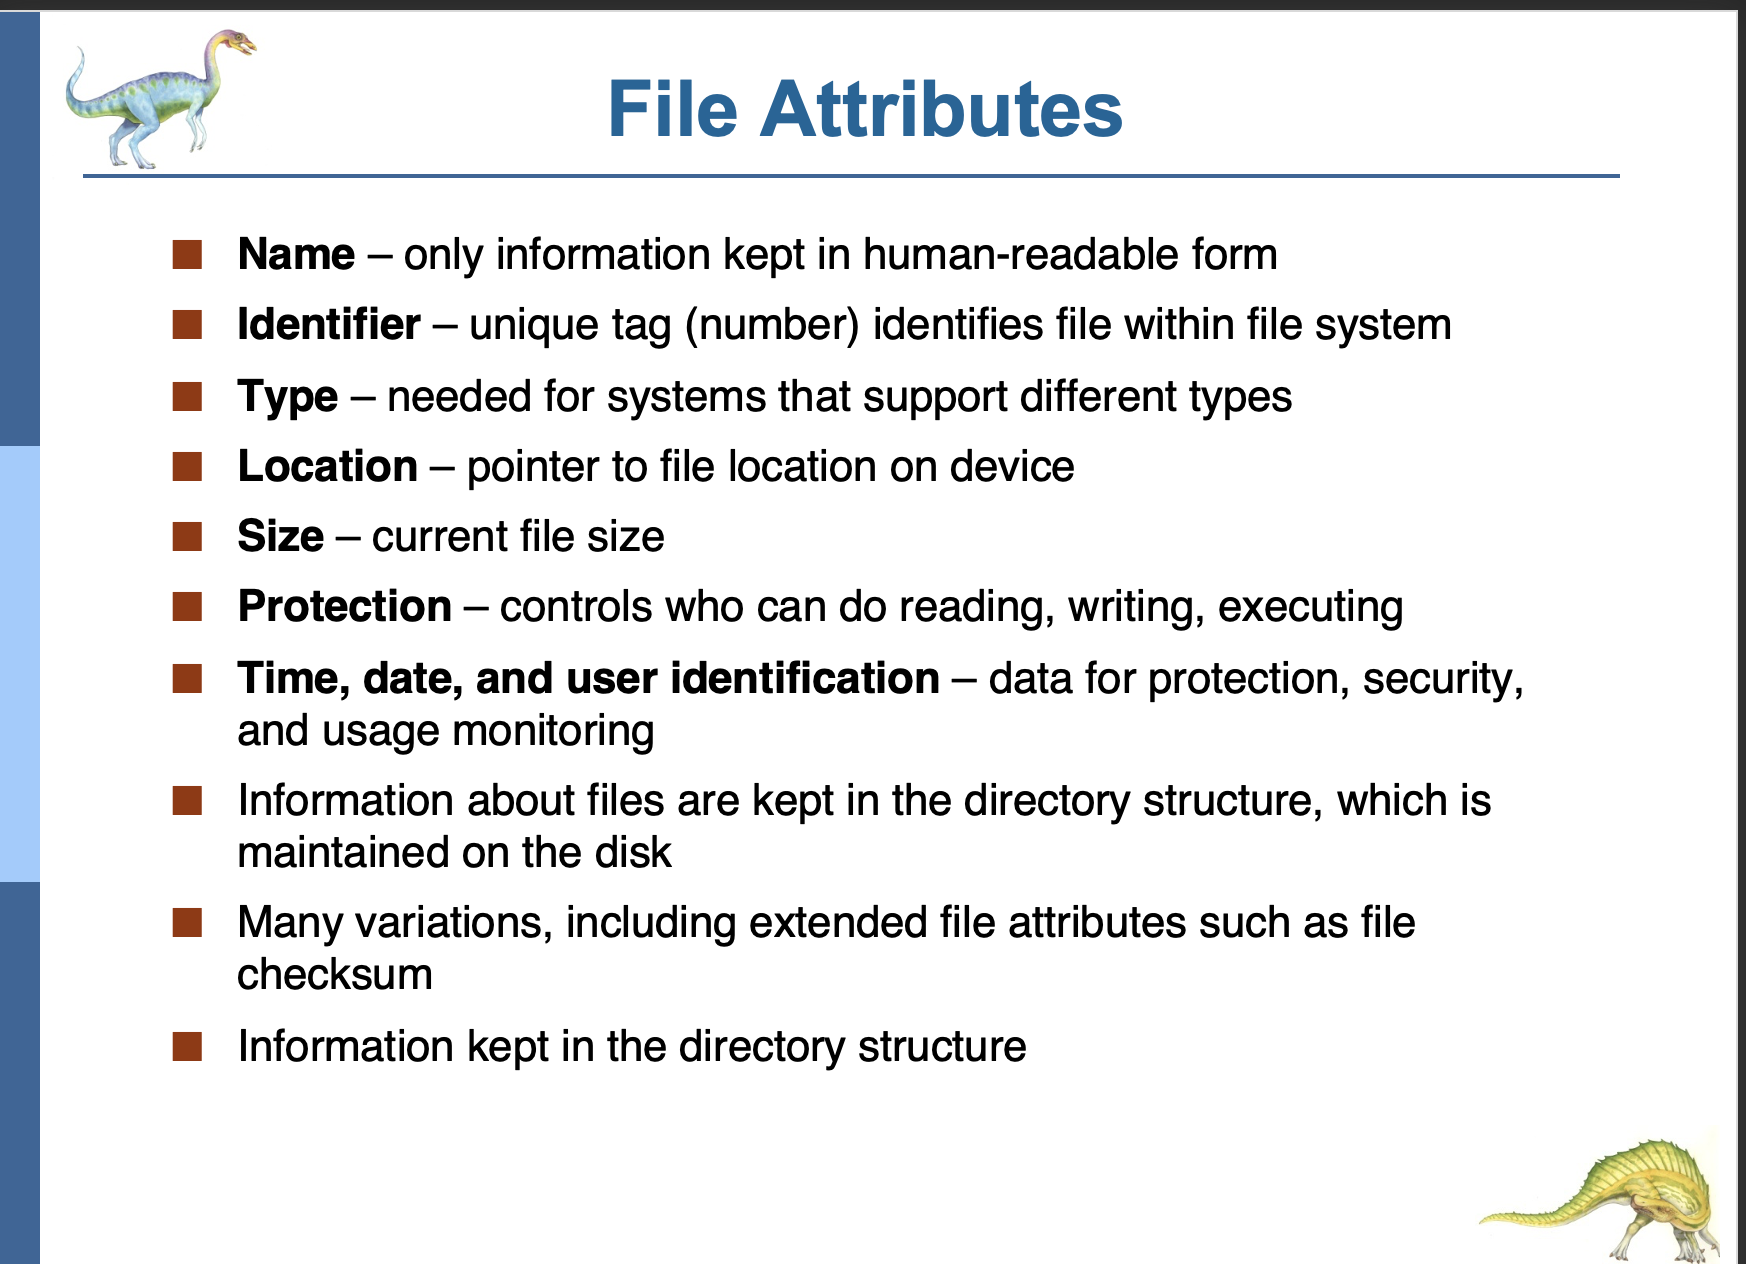 File Attributes
Name – only information kept in human-readable form
Identifier – unique tag (number) identifies file within file system
Type – needed for systems that support different types
Location – pointer to file location on device
Size – current file size
Protection – controls who can do reading, writing, executing
Time, date, and user identification – data for protection, security,
and usage monitoring
Information about files are kept in the directory structure, which is
maintained on the disk
Many variations, including extended file attributes such as file
checksum
Information kept in the directory structure